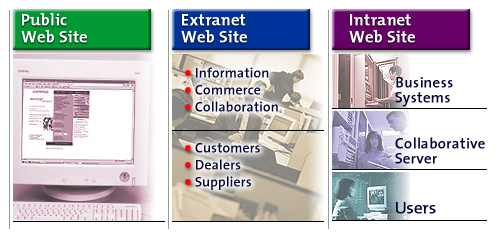 Public
Web Site
Extranet
Web Site
Information
Commerce
Collaboration
Customers
Dealers
Suppliers
Intranet
Web Site
Business
Systems
Collaborative
Server
Users